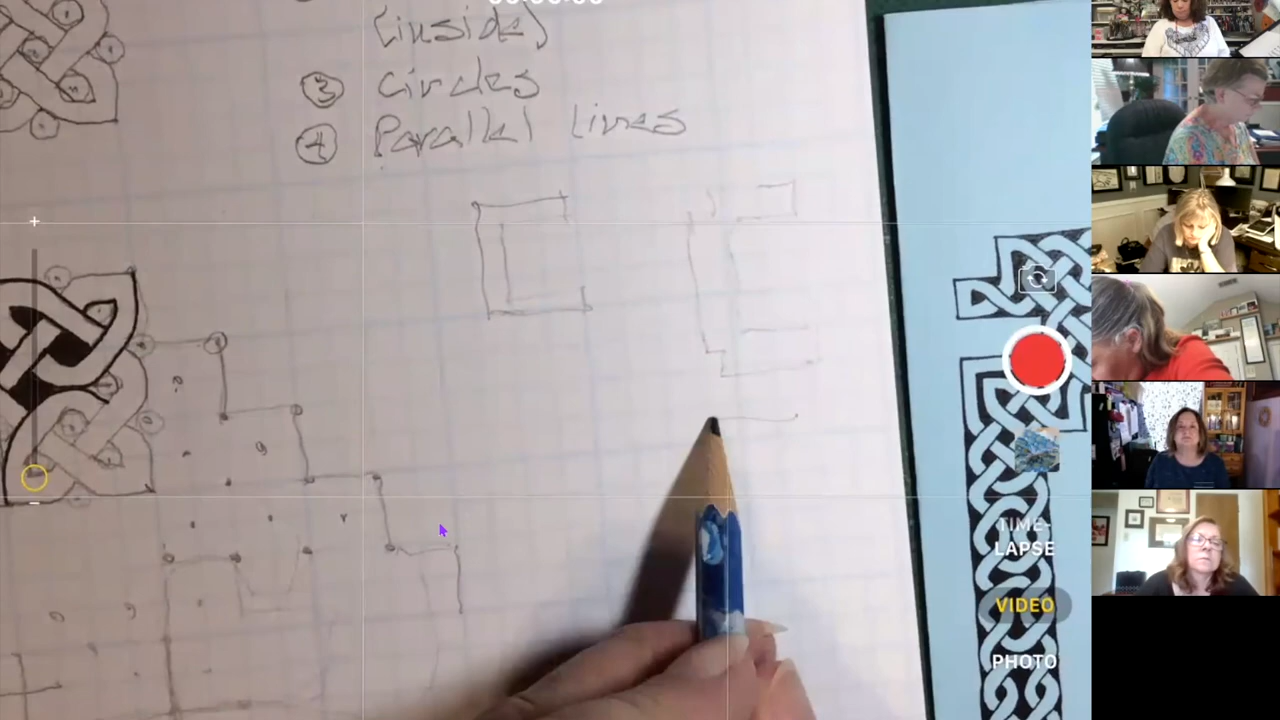 (inside)
③ Circles
④ Parallel lines
TIME-
LAPSE
VIDEO
PHOTO